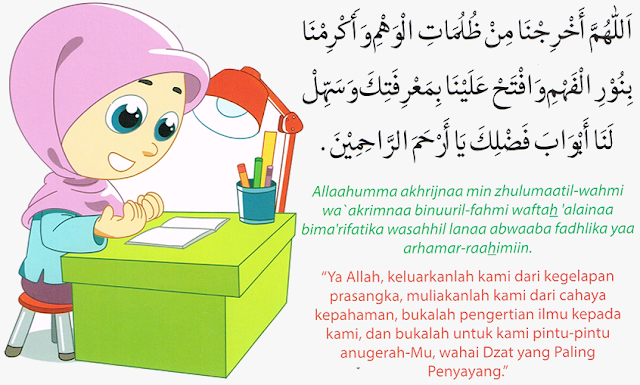 اَللّٰهُمَّ أَخْرِجْنَا مِنْ ظُلُمَاتِ الْوَهْمِ وَأَكْرِمْنَا
بِنُوْرِ الْفَهْمِ وَافْتَحْ عَلَيْنَا بِمَعْرِفَتِكَ وَسَهِّلْ
لَنَا أَبْوَابَ فَضْلِكَ يَا أَرْحَمَ الرَّاحِمِيْنَ.
Allaahumma akhrijnaa min zhulumaatil-wahmi
wa`akrimnaa binuuril-fahmi waftah 'alainaa
bima'rifatika wasahhil lanaa abwaaba fadhlika yaa
arhamar-raahimiin.
“Ya Allah, keluarkanlah kami dari kegelapan
prasangka, muliakanlah kami dari cahaya
kepahaman, bukalah pengertian ilmu kepada
kami, dan bukalah untuk kami pintu-pintu
anugerah-Mu, wahai Dzat yang Paling
Penyayang.”